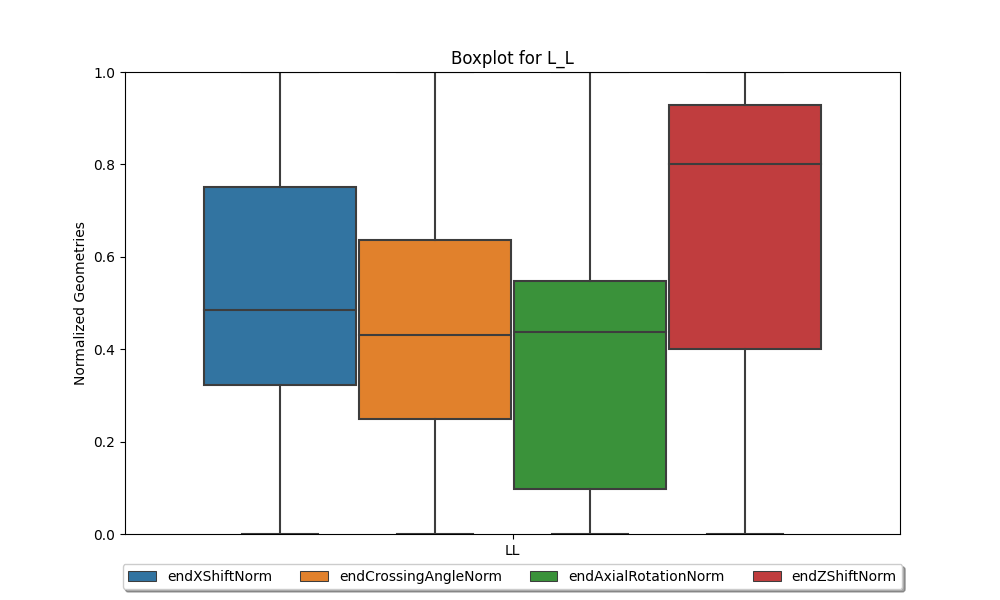 Boxplot for L_L
1.0
0.8
0.6
0.4
0.2
0.0
Normalized Geometries
LL
endXShiftNorm endCrossingAngleNorm endAxialRotationNorm endZShiftNorm